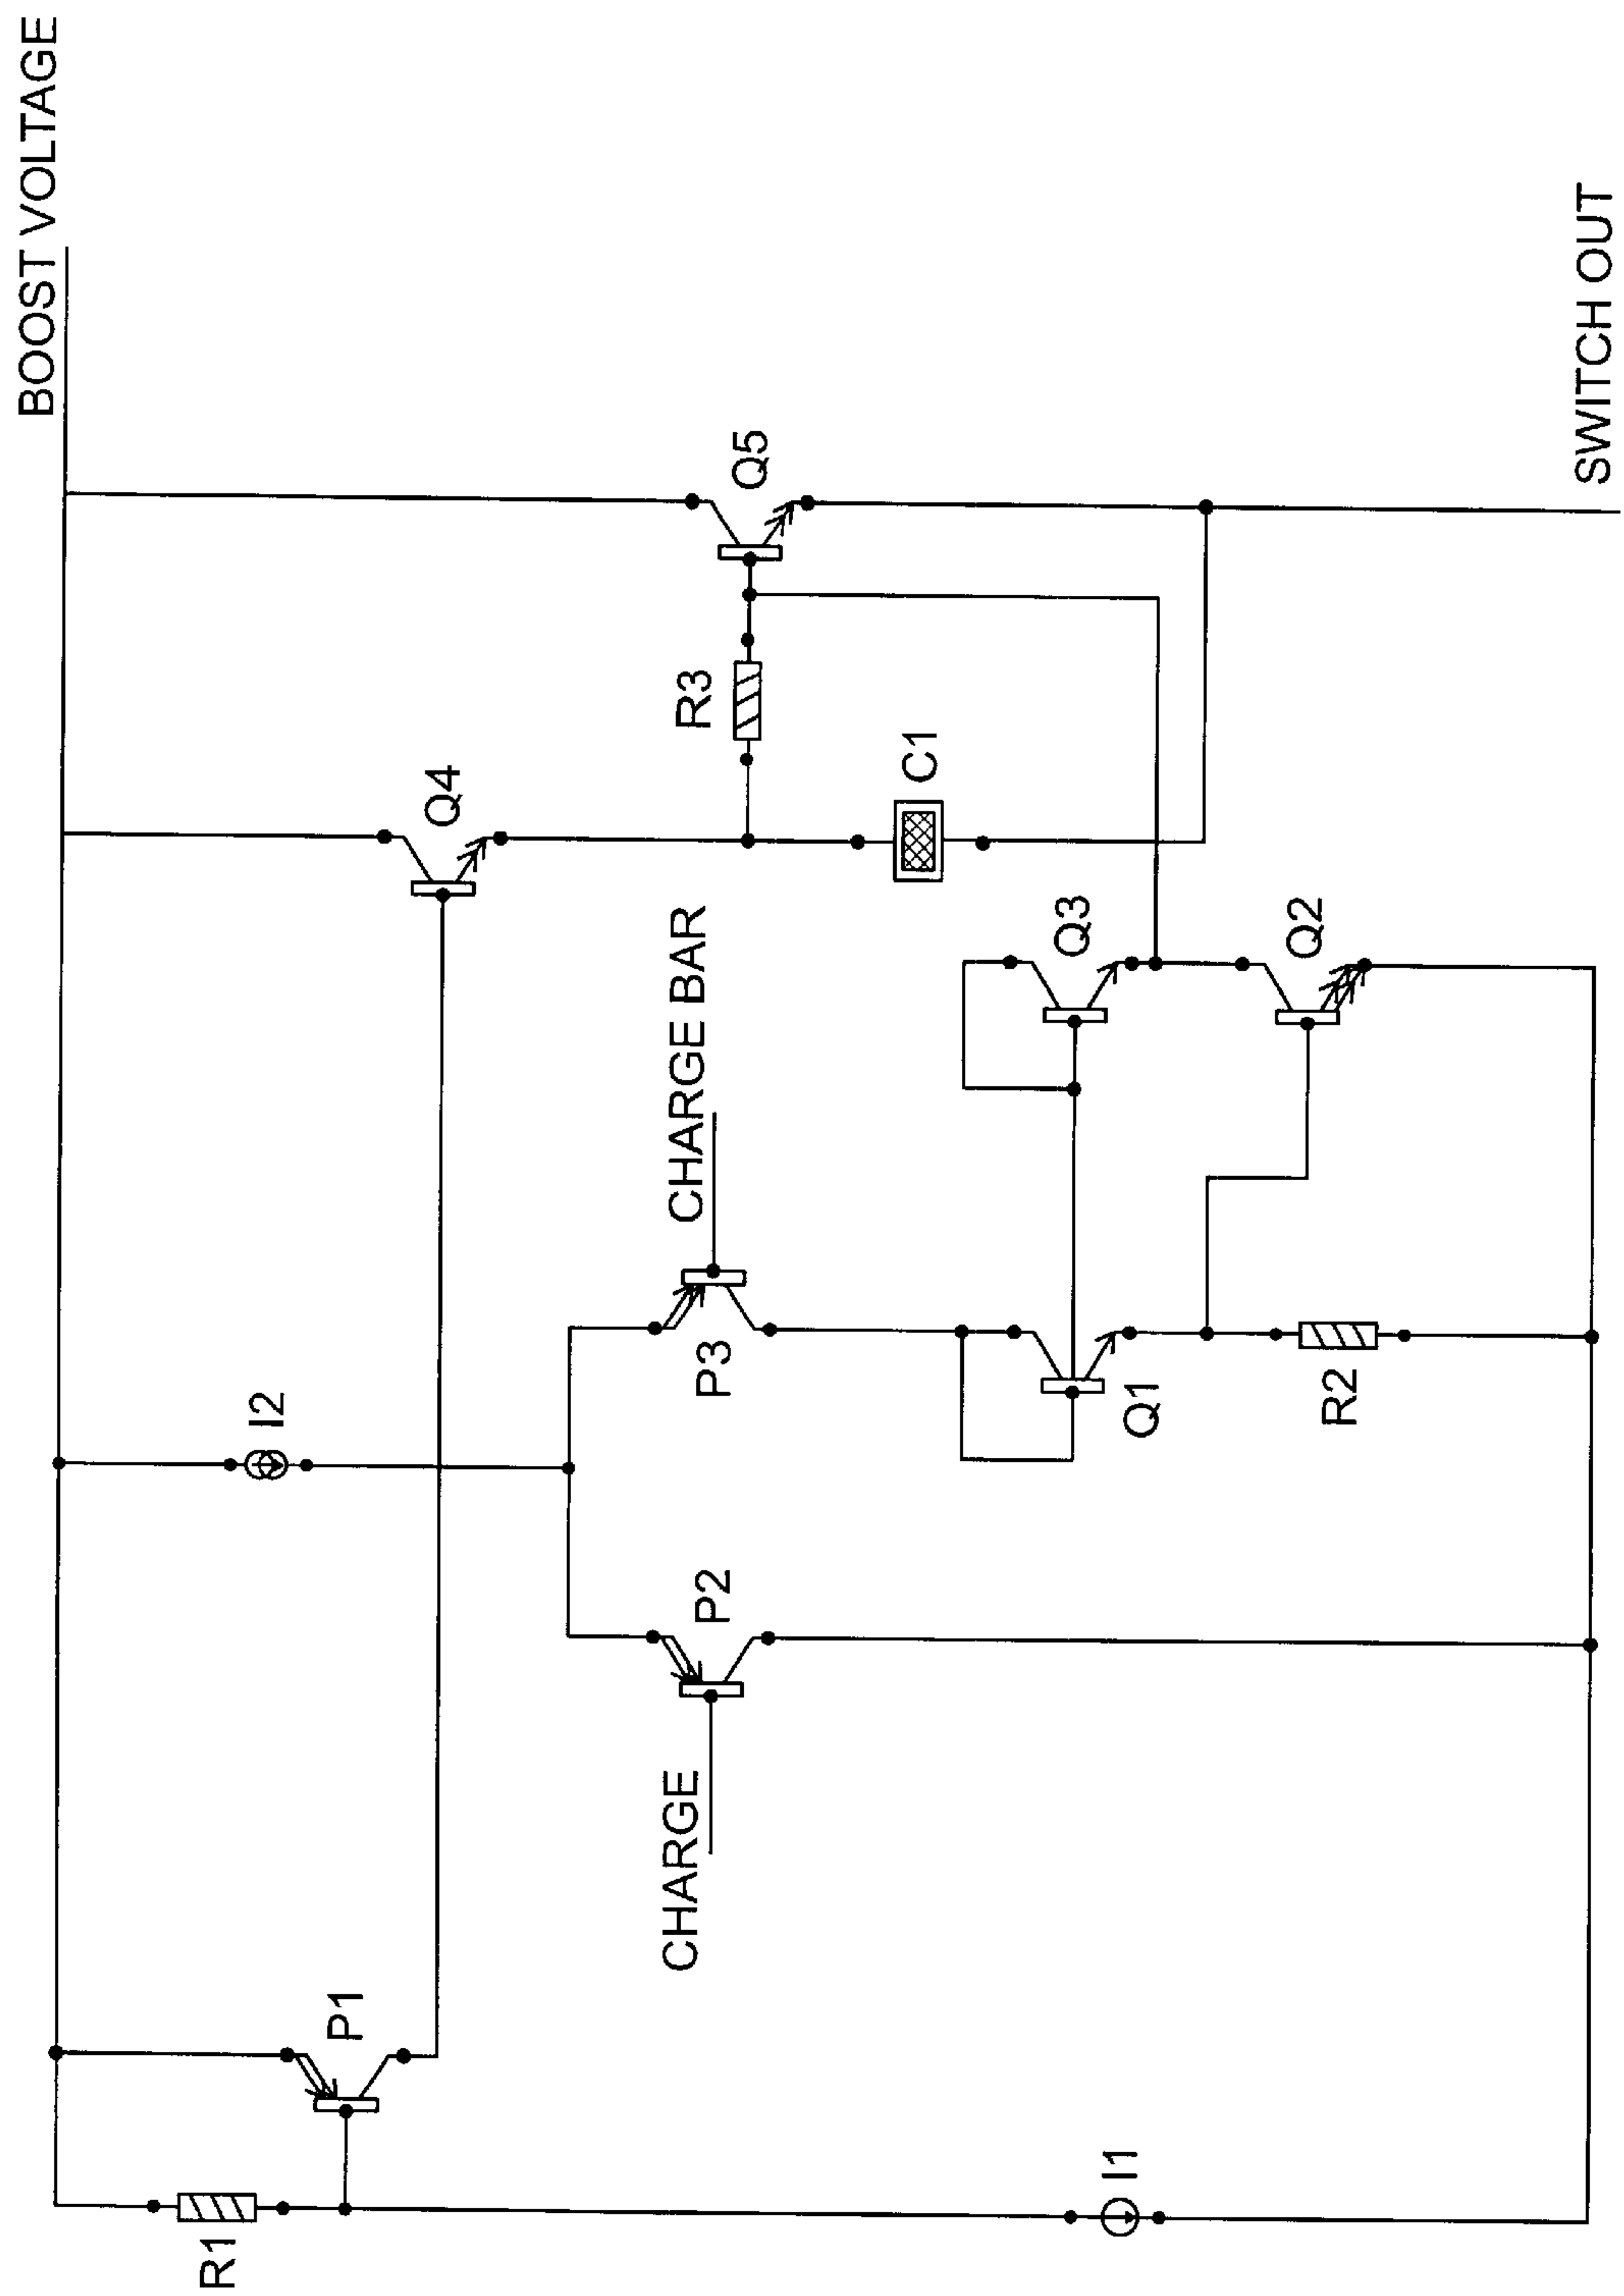 BOOST VOLTAGE
R1
P1
I2
Q4
CHARGE
P2
P3
CHARGE BAR
R3
Q5
C1
I1
Q1
Q3
R2
Q2
SWITCH OUT